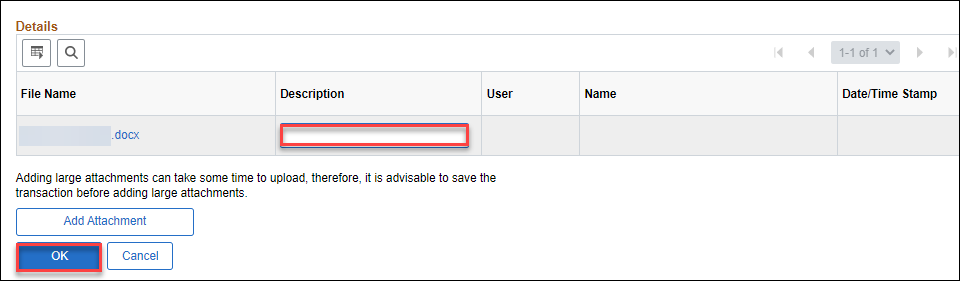 Details
1-1 of 1
File Name Description User Name Date/Time Stamp
.docx
Adding large attachments can take some time to upload, therefore, it is advisable to save the
transaction before adding large attachments.
Add Attachment
OK Cancel